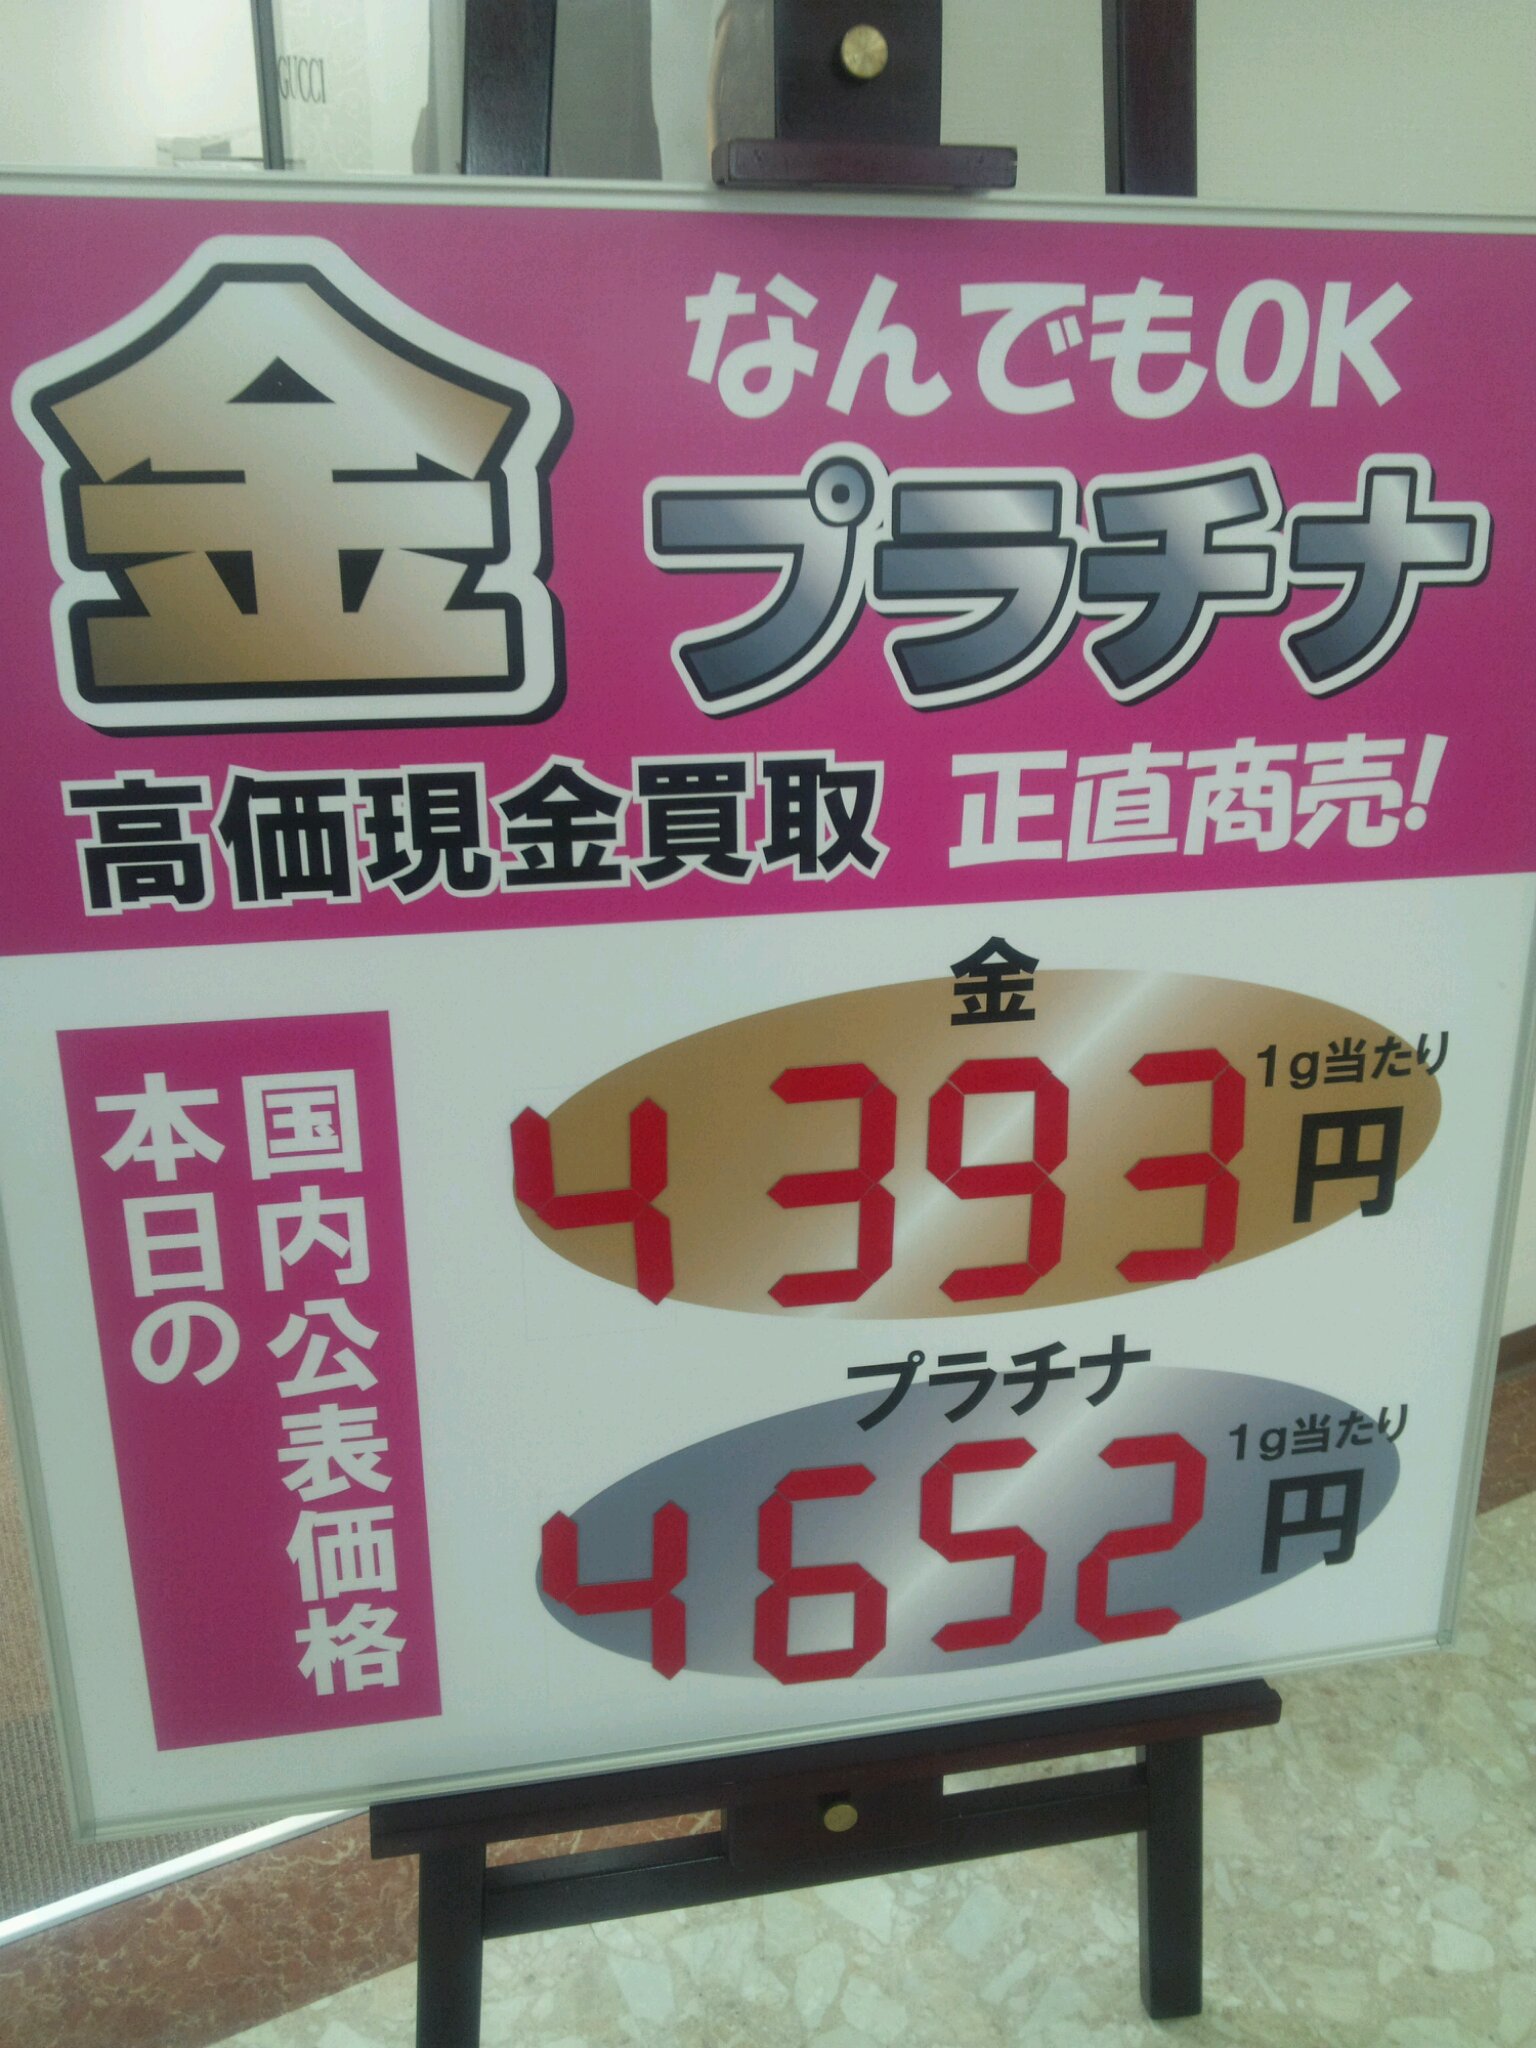 GUCCI
金
なんでもOK
プラチナ
高価現金買取 正直商売!
本日の
国内公表価格
金
4393
1g当たり
円
プラチナ
4652
1g当たり
円